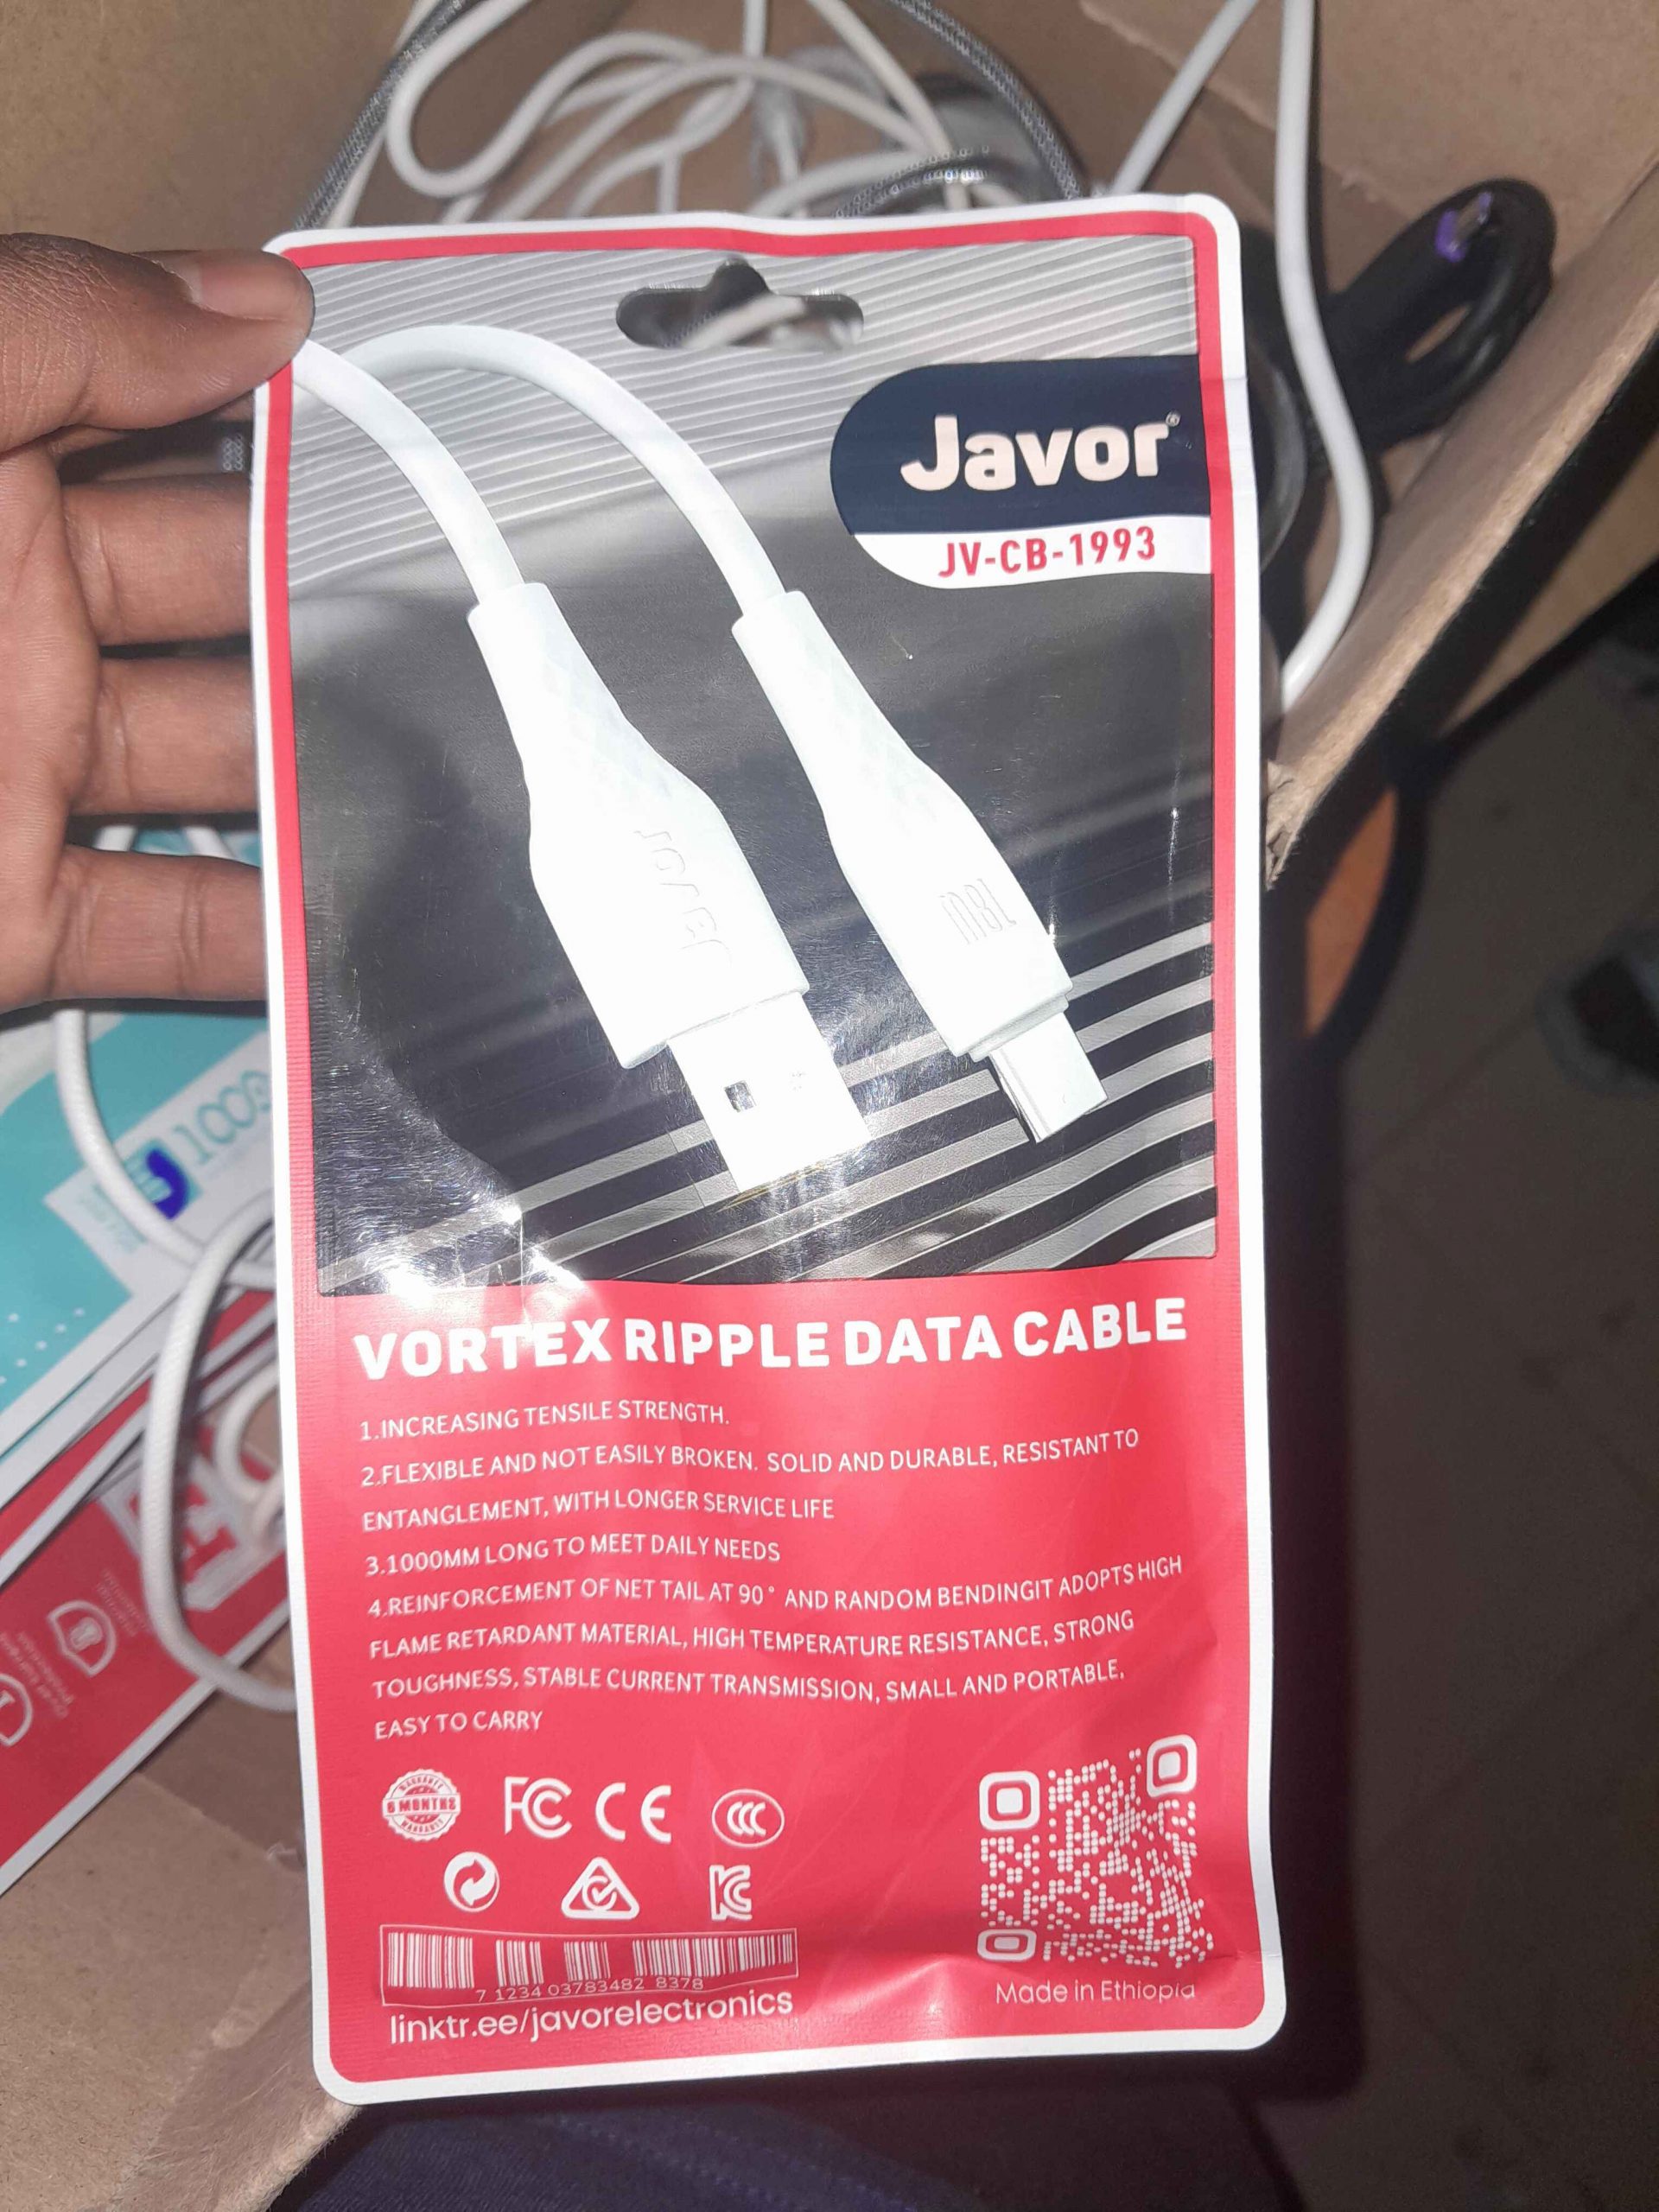 Javor®
JV-CB-1993
Javor
VORTEX RIPPLE DATA CABLE
1.INCREASING TENSILE STRENGTH.
2.FLEXIBLE AND NOT EASILY BROKEN. SOLID AND DURABLE, RESISTANT TO
ENTANGLEMENT, WITH LONGER SERVICE LIFE
3.1000MM LONG TO MEET DAILY NEEDS
4.REINFORCEMENT OF NET TAIL AT 90° AND RANDOM BENDINGIT ADOPTS HIGH
FLAME RETARDANT MATERIAL, HIGH TEMPERATURE RESISTANCE, STRONG
TOUGHNESS, STABLE CURRENT TRANSMISSION, SMALL AND PORTABLE,
EASY TO CARRY
WARRANTY
6 MONTHS
WARRANTY
FC CE CCC
7 1234 03783482 8378
linktr.ee/javorelectronics
Made in Ethiopia